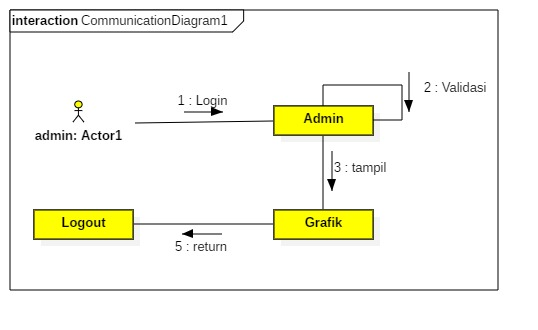 interaction CommunicationDiagram1
1 : Login
2 : Validasi
Admin
admin: Actor1
3 : tampil
Logout
Grafik
5 : return